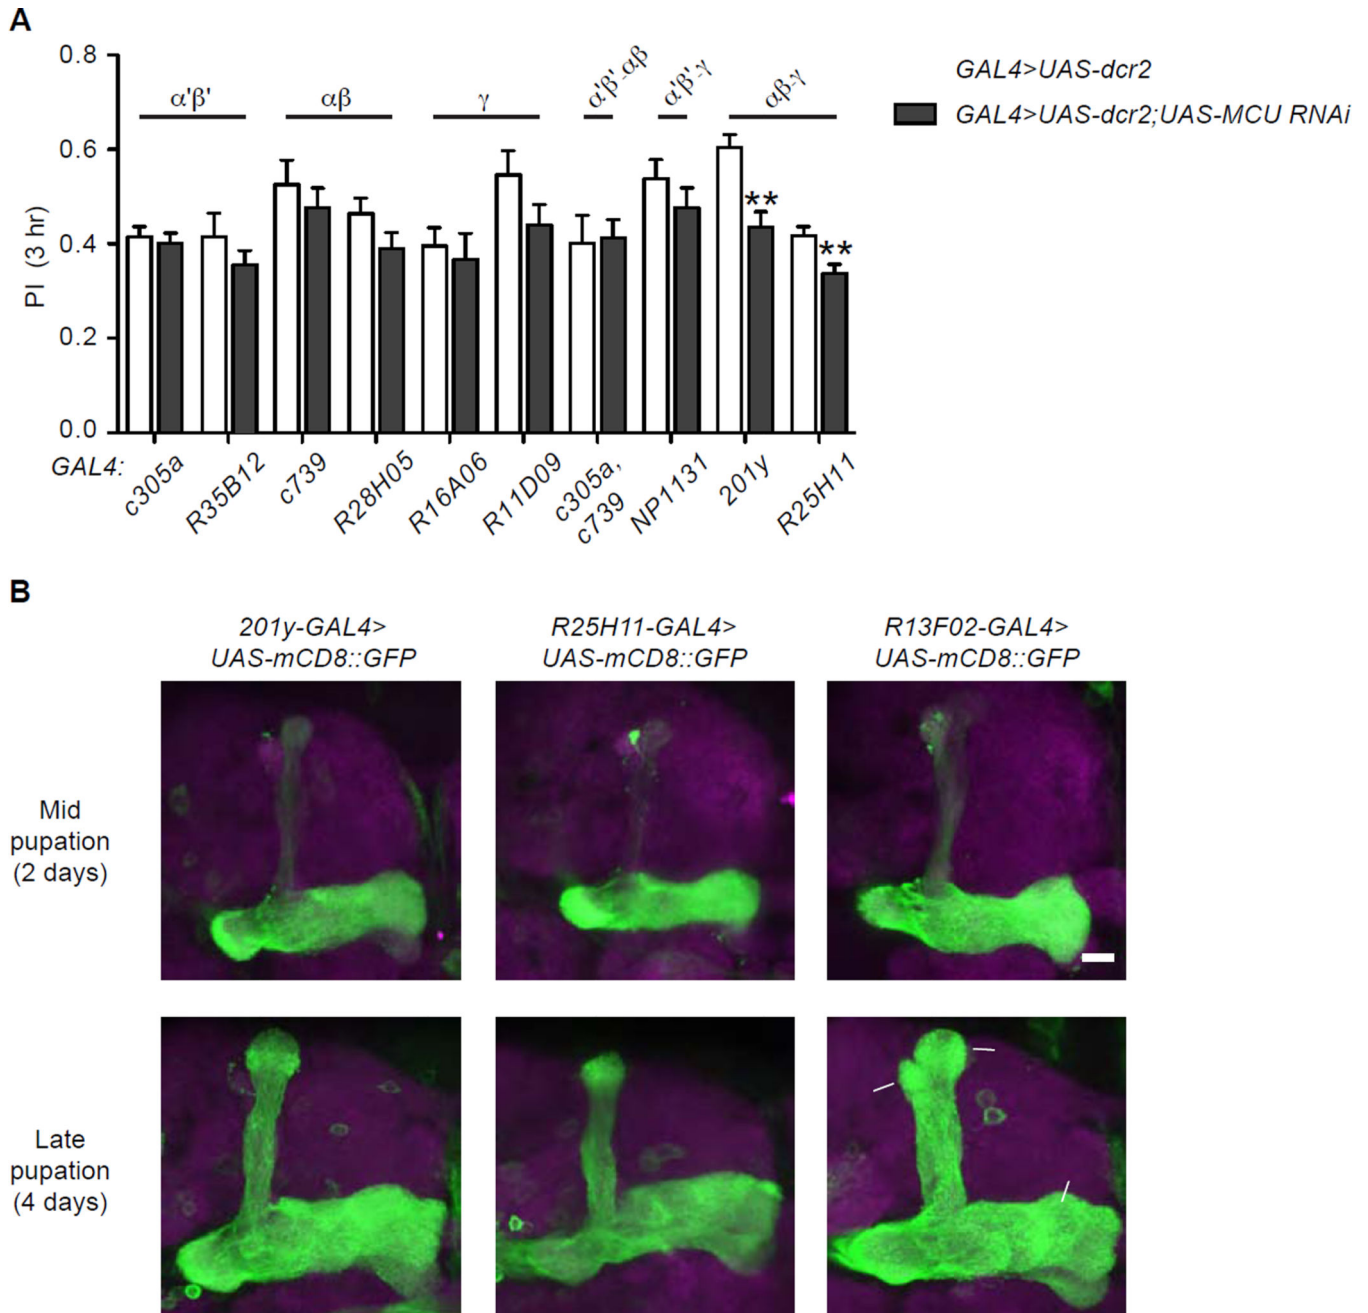 A
0.8
0.6
0.4
0.2
0.0
PI (3 hr)
α'β'
αβ
γ
α'β'-αβ
α'β'-γ
αβ-γ
**
**
GAL4>UAS-dcr2
GAL4>UAS-dcr2;UAS-MCU RNAi
GAL4:
c305a
R35B12
c739
R28H05
R16A06
R11D09
c305a,
c739
NP1131
201y
R25H11
B
201y-GAL4>
UAS-mCD8::GFP
R25H11-GAL4>
UAS-mCD8::GFP
R13F02-GAL4>
UAS-mCD8::GFP
Mid
pupation
(2 days)
Late
pupation
(4 days)